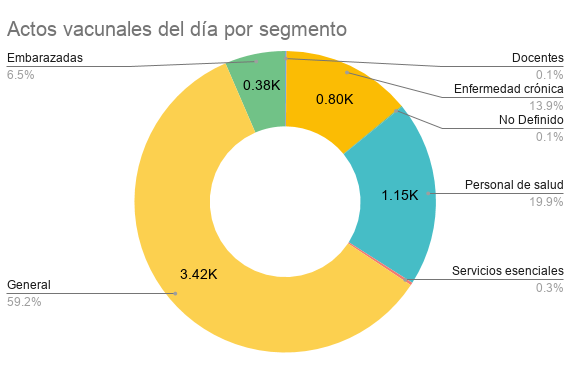 Actos vacunales del día por segmento
Embarazadas
6.5%
Docentes
0.1%
Enfermedad crónica
13.9%
No Definido
0.1%
0.38K
0.80K
Personal de salud
19.9%
1.15K
Servicios esenciales
0.3%
3.42K
General
59.2%